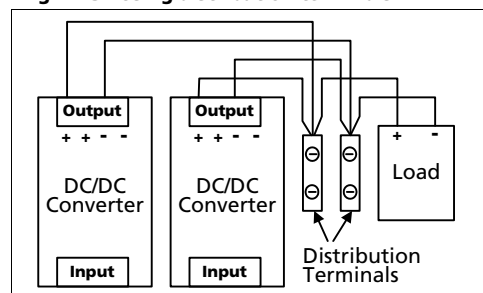 Output
+ + - -
DC/DC
Converter
Input
Output
+ + - -
DC/DC
Converter
Input
+ -
Load
Distribution
Terminals